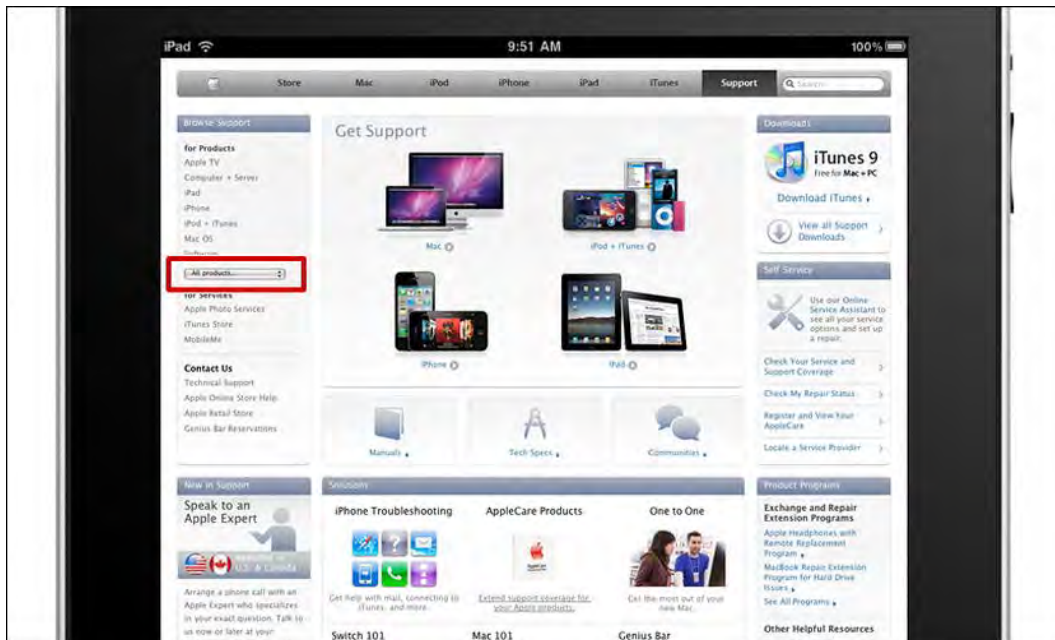 iPad
9:51 AM
100%
Store
Mac
iPod
iPhone
iPad
iTunes
Support
Search
Browse Support
for Products
Apple TV
Computer + Server
iPad
iPhone
iPod + iTunes
Mac OS
Software
All products...
for Services
Apple Photo Services
iTunes Store
MobileMe
Contact Us
Technical Support
Apple Online Store Help
Apple Retail Store
Genius Bar Reservations
Get Support
Mac
iPod + iTunes
iPhone
iPad
Manuals
Tech Specs
Communities
Downloads
iTunes 9
Free for Mac + PC
Download iTunes
View all Support
Downloads
Self Service
Use our Online
Service Assistant to
see all your service
options and set up
a repair.
Check Your Service and
Support Coverage
Check My Repair Status
Register and View Your
AppleCare
Locate a Service Provider
New in Support
Speak to an
Apple Expert
U.S. & Canada
Arrange a phone call with an
Apple Expert who specializes
in your exact question. Talk to
us now or later at your
Solutions
iPhone Troubleshooting
Get help with mail, connecting to
iTunes, and more.
AppleCare Products
Extend support coverage for
your Apple products.
One to One
Get the most out of your
new Mac.
Switch 101
Mac 101
Genius Bar
Product Programs
Exchange and Repair
Extension Programs
Apple Headphones with
Remote Replacement
Program
MacBook Repair Extension
Program for Hard Drive
Issues
See All Programs
Other Helpful Resources